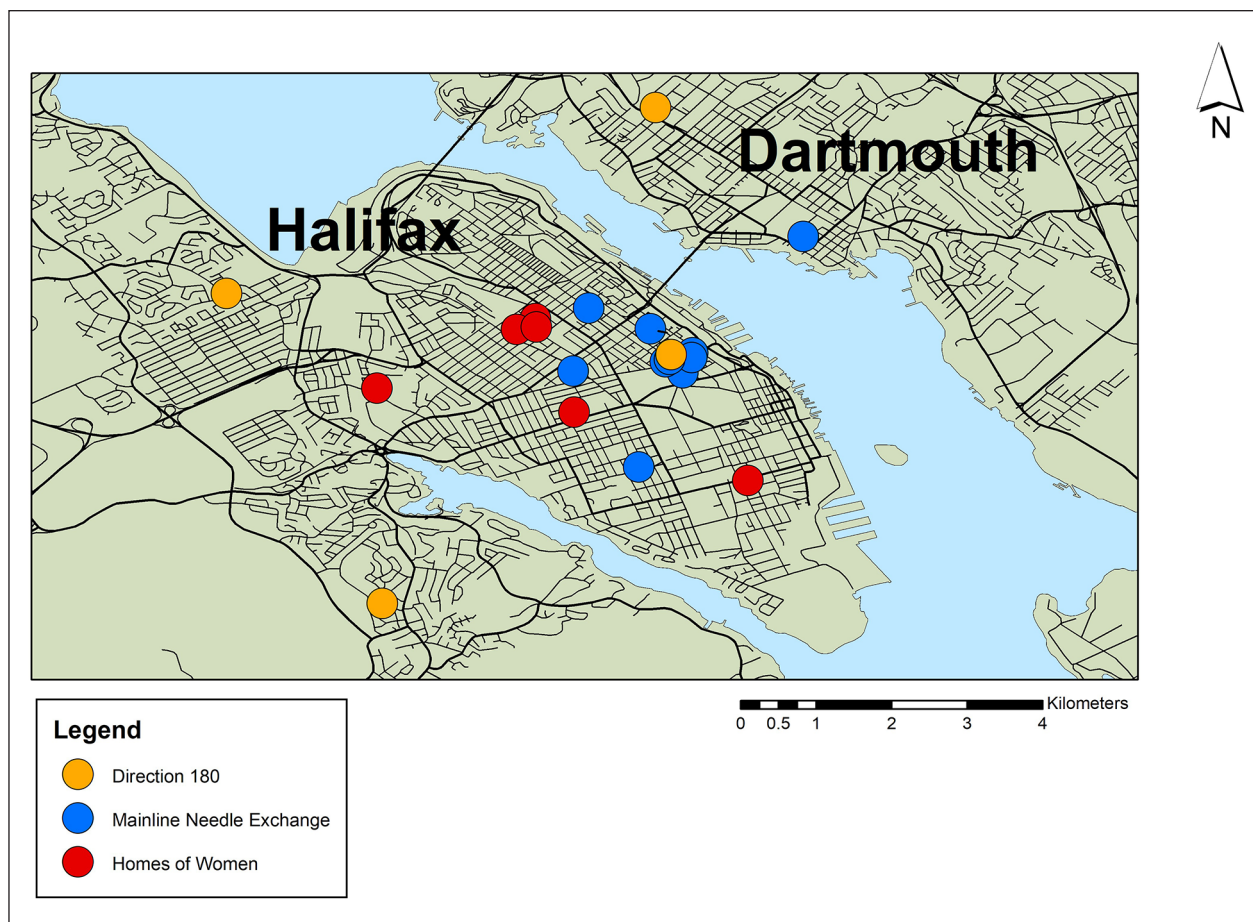 N
Dartmouth
Halifax
Kilometers
0 0.5 1 2 3 4
Legend
Direction 180
Mainline Needle Exchange
Homes of Women